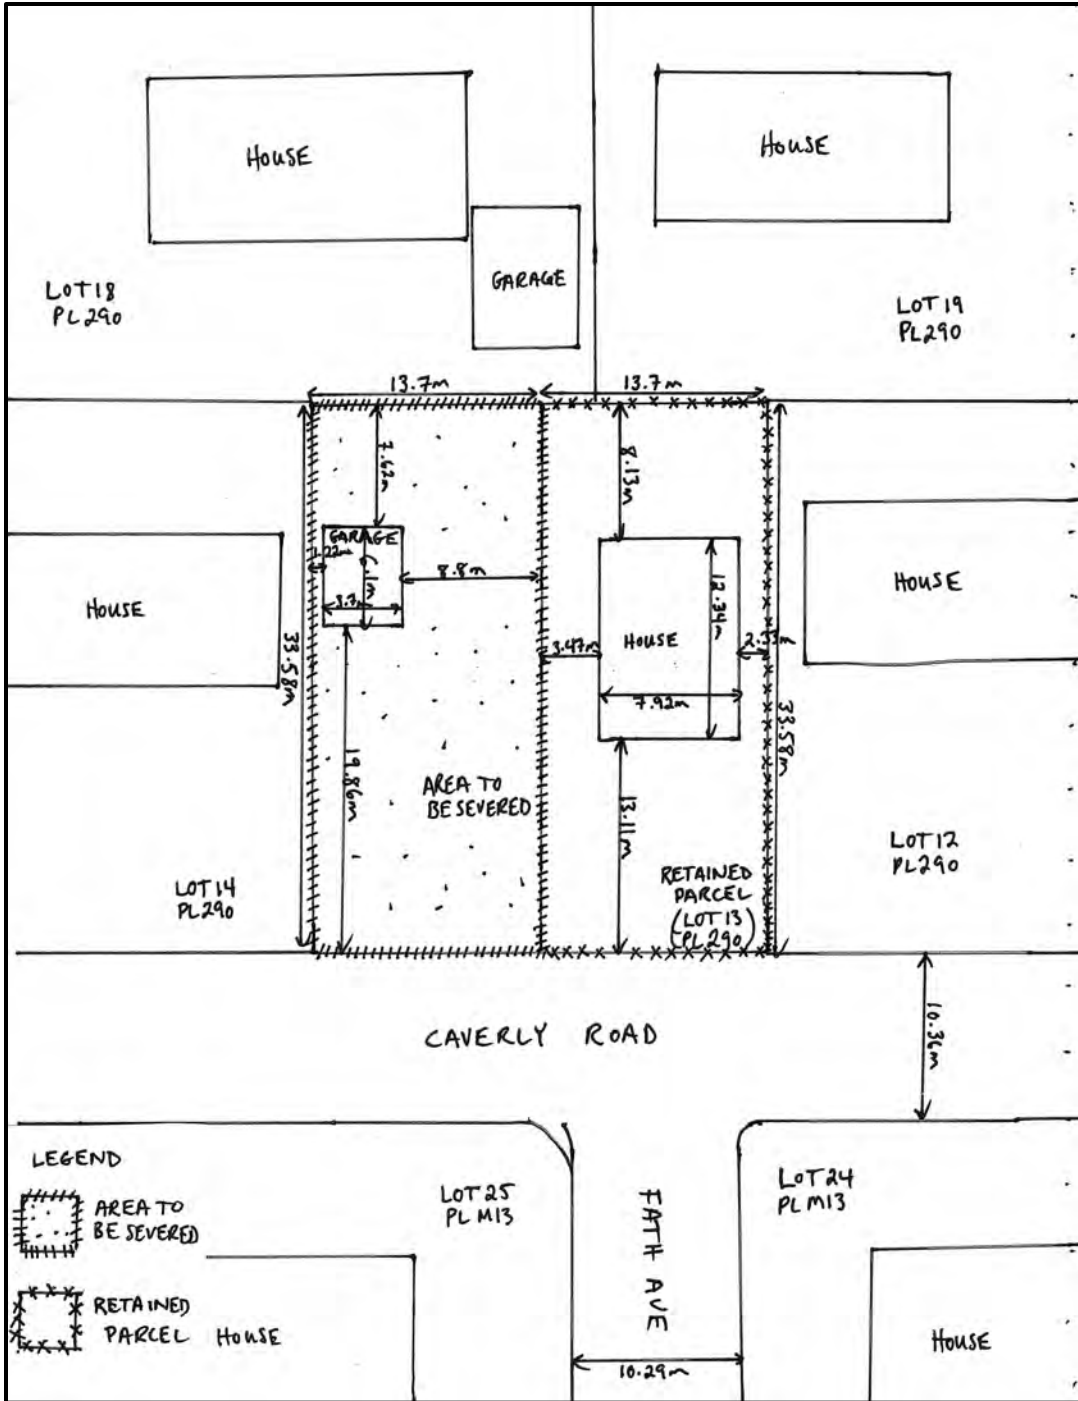 HOUSE
HOUSE
GARAGE
LOT 18
PL 290
LOT 19
PL 290
13.7m
13.7m
7.62m
8.13m
GARAGE
1.22m
6.1m
3.7
8.8m
HOUSE
33.58m
3.47m
HOUSE
12.34m
2.33m
7.92m
HOUSE
33.58m
19.86m
AREA TO
BE SEVERED
13.11m
LOT 14
PL 290
RETAINED
PARCEL
(LOT 13)
(PL 290)
LOT 12
PL 290
CAVERLY ROAD
10.36m
LEGEND
AREA TO
BE SEVERED
RETAINED
PARCEL
HOUSE
LOT 25
PL M13
FATH AVE
LOT 24
PL M13
10.29m
HOUSE